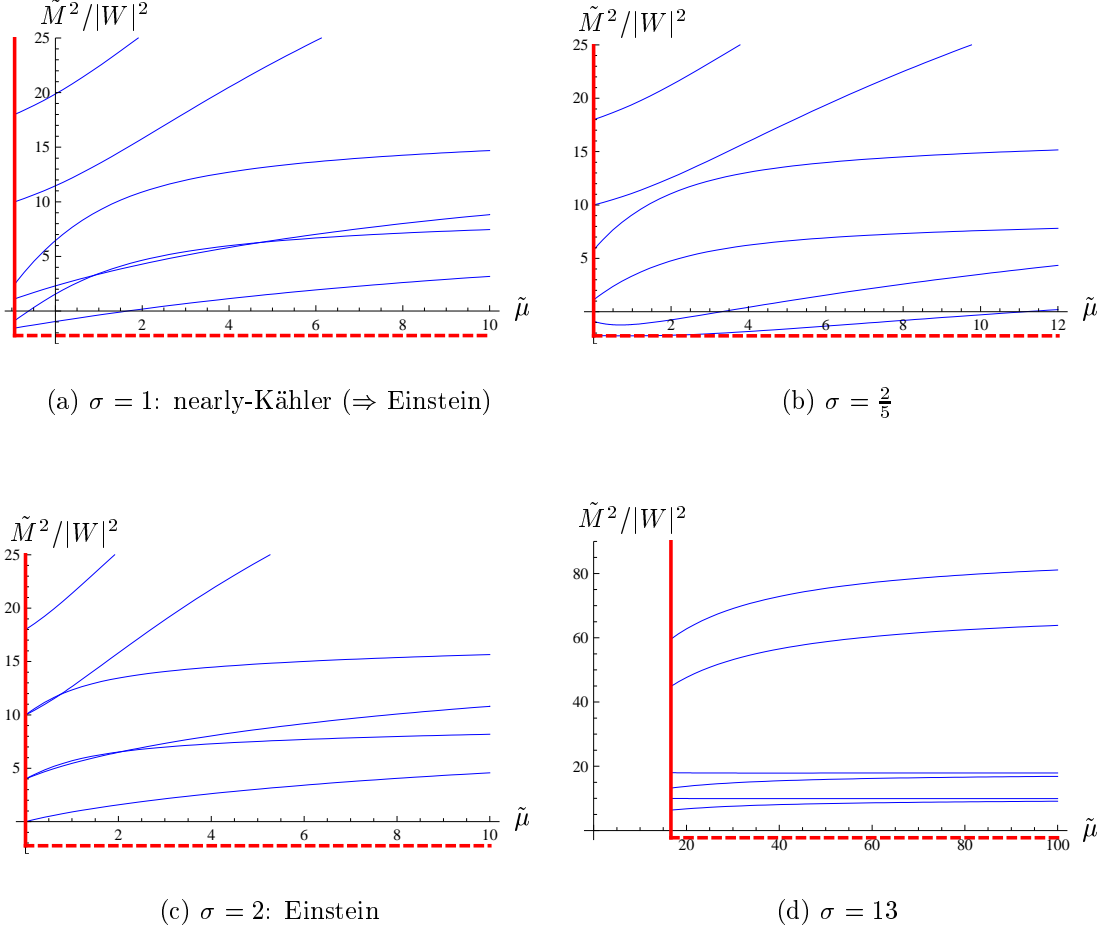 M̃²/|W|²
25
20
15
10
5
2 4 6 8 10 μ̃
(a) σ = 1: nearly-Kähler (⇒ Einstein)
M̃²/|W|²
25
20
15
10
5
2 4 6 8 10 12 μ̃
(b) σ = 2/5
M̃²/|W|²
25
20
15
10
5
2 4 6 8 10 μ̃
(c) σ = 2: Einstein
M̃²/|W|²
80
60
40
20
20 40 60 80 100 μ̃
(d) σ = 13